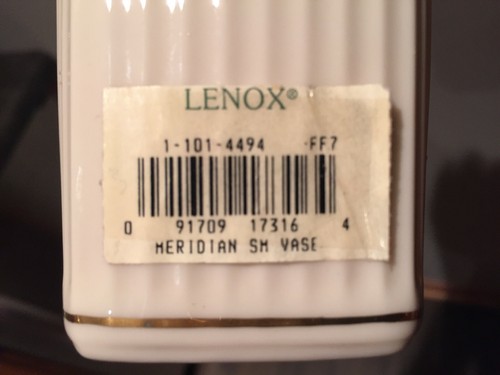 LENOX®
1-101-4494 FF7
0 91709 17316 4
MERIDIAN SM VASE